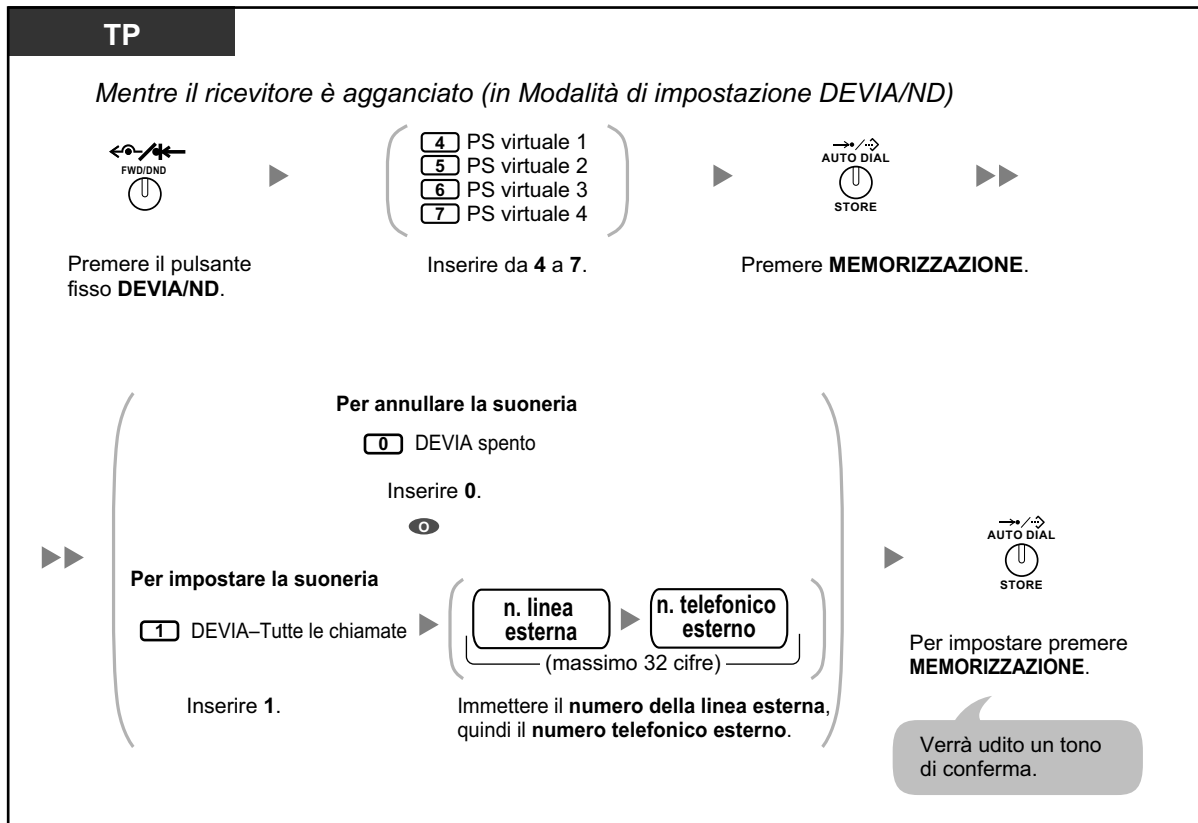 TP
Mentre il ricevitore è agganciato (in Modalità di impostazione DEVIA/ND)
FWD/DND
Premere il pulsante
fisso DEVIA/ND.
4 PS virtuale 1
5 PS virtuale 2
6 PS virtuale 3
7 PS virtuale 4
Inserire da 4 a 7.
AUTO DIAL
STORE
Premere MEMORIZZAZIONE.
Per annullare la suoneria
0 DEVIA spento
Inserire 0.
O
Per impostare la suoneria
1 DEVIA–Tutte le chiamate
Inserire 1.
n. linea
esterna
n. telefonico
esterno
(massimo 32 cifre)
Immettere il numero della linea esterna,
quindi il numero telefonico esterno.
AUTO DIAL
STORE
Per impostare premere
MEMORIZZAZIONE.
Verrà udito un tono
di conferma.